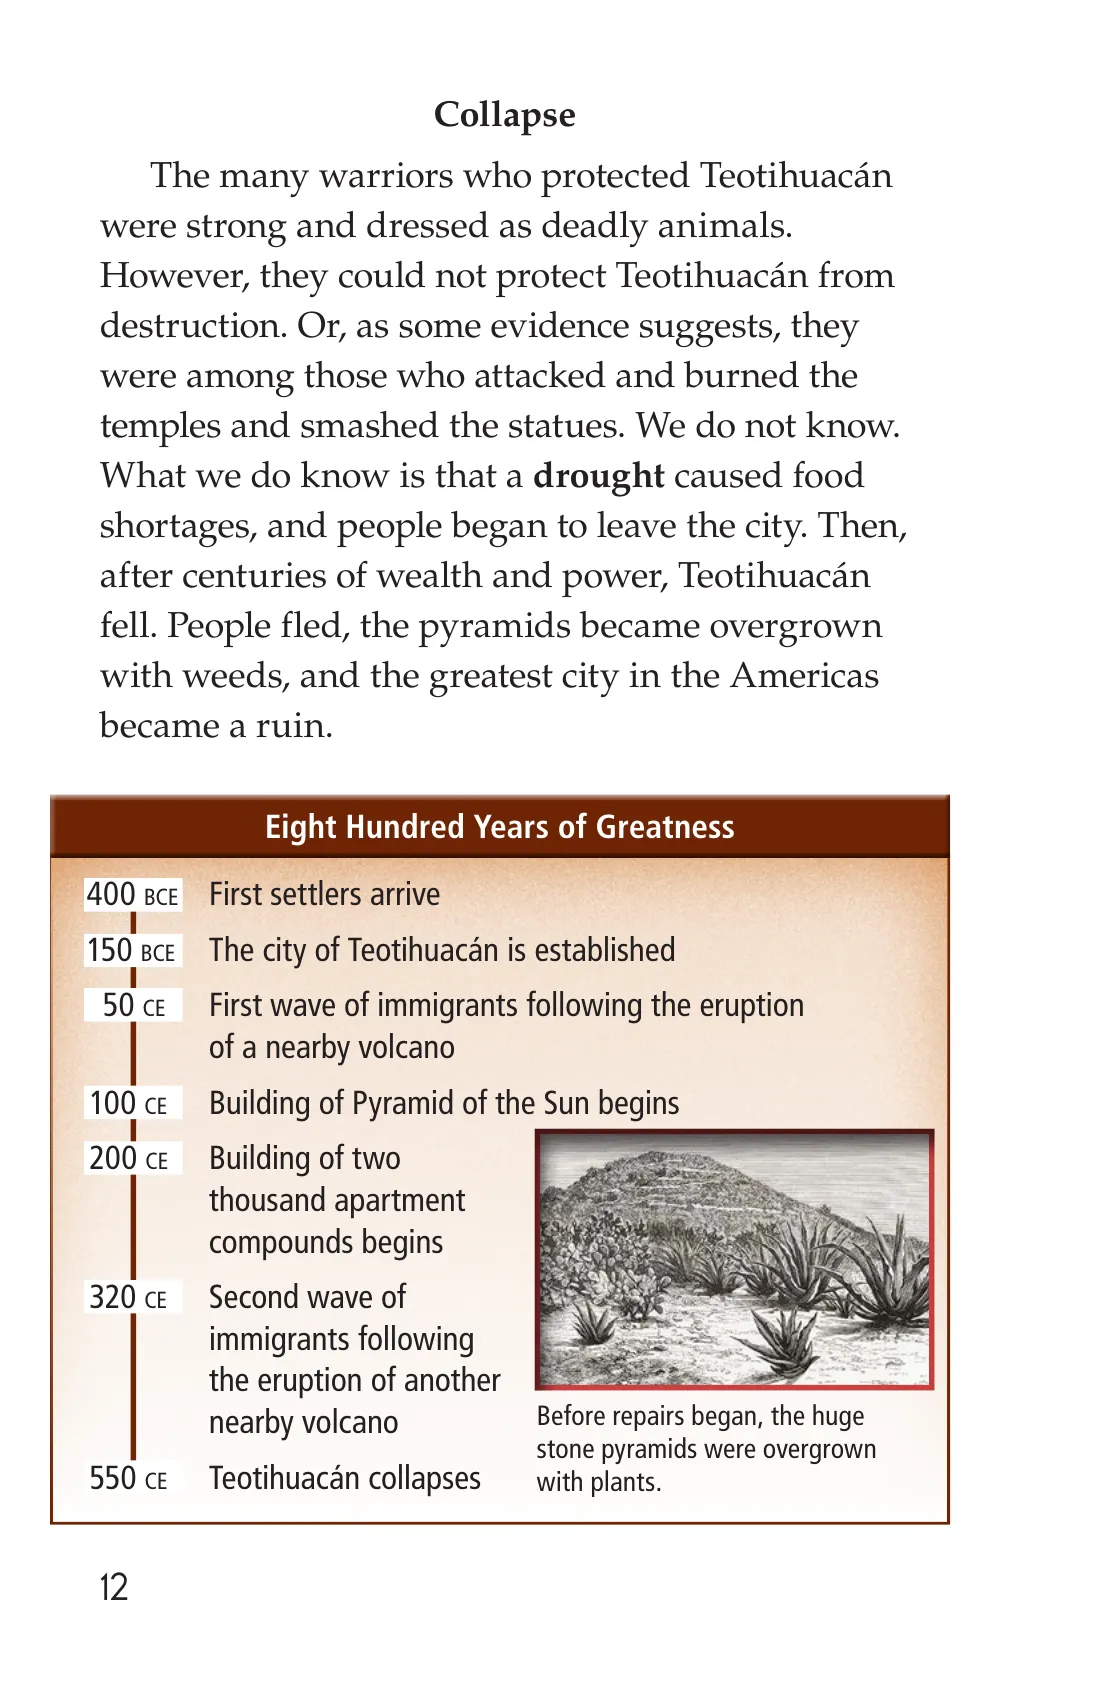 Collapse
The many warriors who protected Teotihuacán
were strong and dressed as deadly animals.
However, they could not protect Teotihuacán from
destruction. Or, as some evidence suggests, they
were among those who attacked and burned the
temples and smashed the statues. We do not know.
What we do know is that a drought caused food
shortages, and people began to leave the city. Then,
after centuries of wealth and power, Teotihuacán
fell. People fled, the pyramids became overgrown
with weeds, and the greatest city in the Americas
became a ruin.
Eight Hundred Years of Greatness
400 BCE First settlers arrive
150 BCE The city of Teotihuacán is established
50 CE First wave of immigrants following the eruption
of a nearby volcano
100 CE Building of Pyramid of the Sun begins
200 CE Building of two
thousand apartment
compounds begins
320 CE Second wave of
immigrants following
the eruption of another
nearby volcano
550 CE Teotihuacán collapses
Before repairs began, the huge
stone pyramids were overgrown
with plants.
12